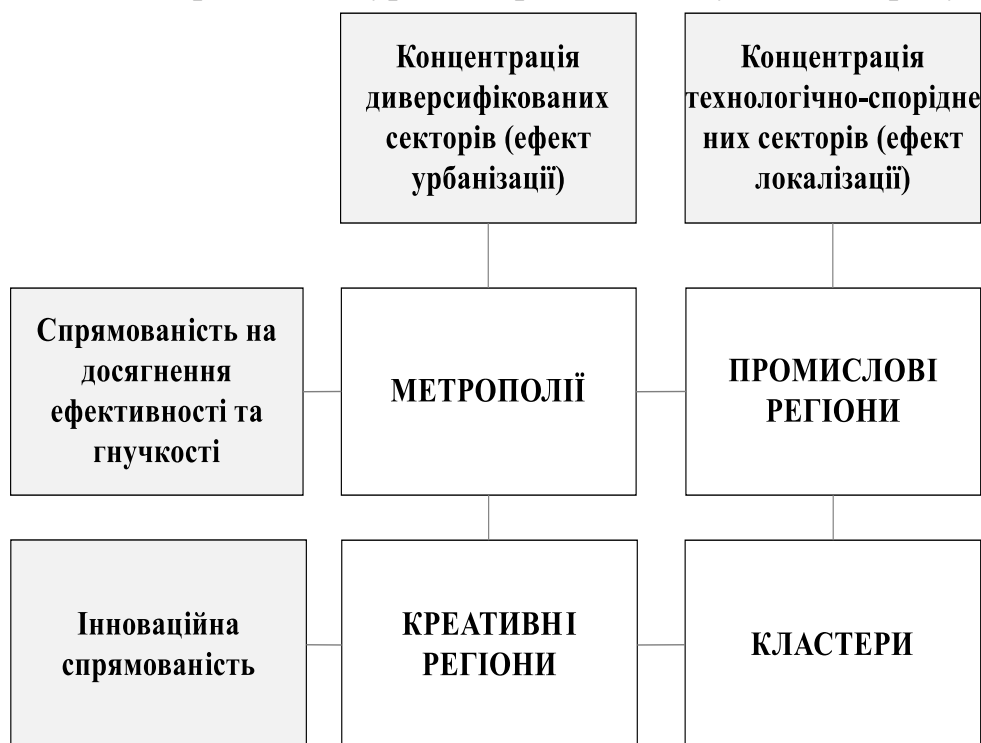 Концентрація
диверсифікованих
секторів (ефект
урбанізації)
Концентрація
технологічно-спорідне
них секторів (ефект
локалізації)
Спрямованість на
досягнення
ефективності та
гнучкості
МЕТРОПОЛІЇ
ПРОМИСЛОВІ
РЕГІОНИ
Інноваційна
спрямованість
КРЕАТИВНІ
РЕГІОНИ
КЛАСТЕРИ